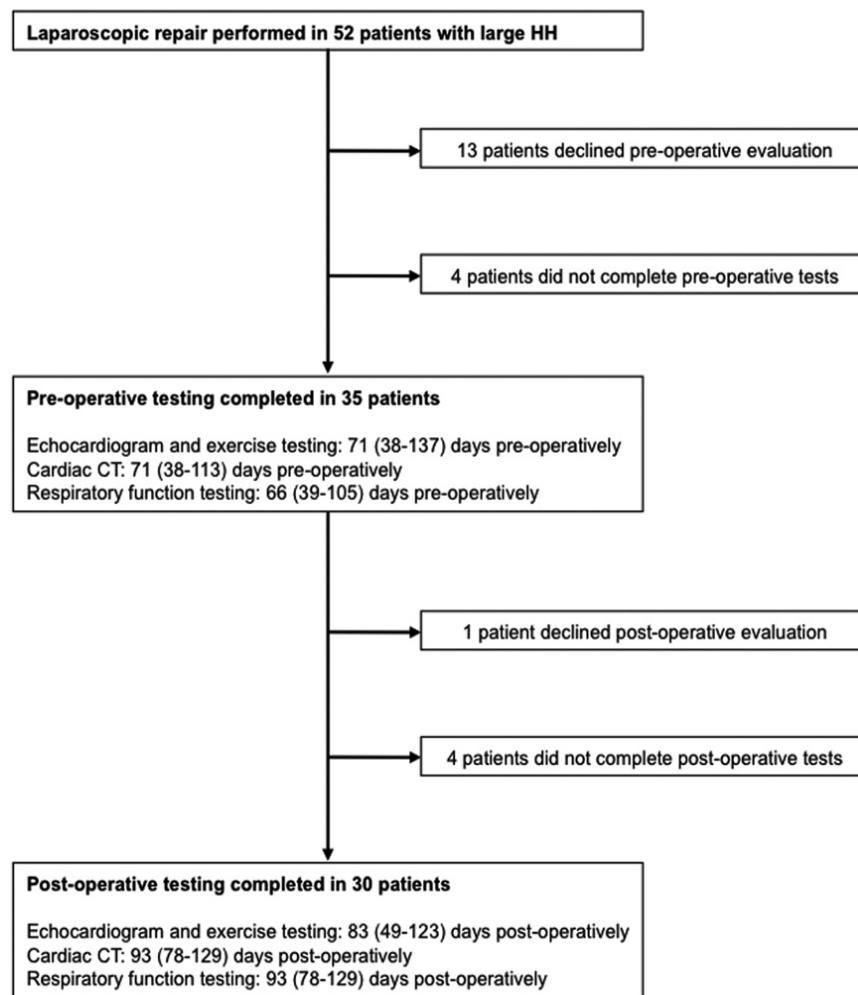 Laparoscopic repair performed in 52 patients with large HH
13 patients declined pre-operative evaluation
4 patients did not complete pre-operative tests
Pre-operative testing completed in 35 patients
Echocardiogram and exercise testing: 71 (38-137) days pre-operatively
Cardiac CT: 71 (38-113) days pre-operatively
Respiratory function testing: 66 (39-105) days pre-operatively
1 patient declined post-operative evaluation
4 patients did not complete post-operative tests
Post-operative testing completed in 30 patients
Echocardiogram and exercise testing: 83 (49-123) days post-operatively
Cardiac CT: 93 (78-129) days post-operatively
Respiratory function testing: 93 (78-129) days post-operatively